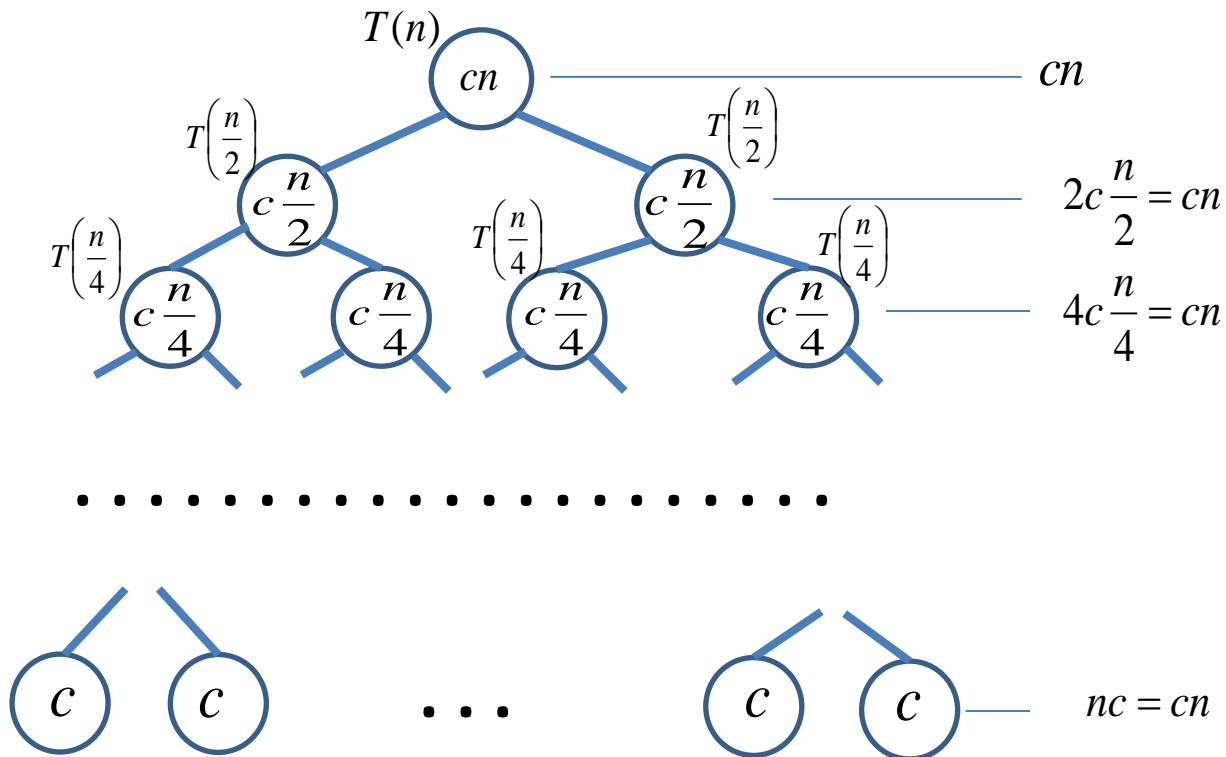 T(n)
cn
cn
T(n/2)
T(n/2)
c n/2
c n/2
2c n/2 = cn
T(n/4)
T(n/4)
T(n/4)
c n/4
c n/4
c n/4
c n/4
4c n/4 = cn
. . . . . . . . . . . . . . . . . . . . .
c
c
. . .
c
c
nc = cn